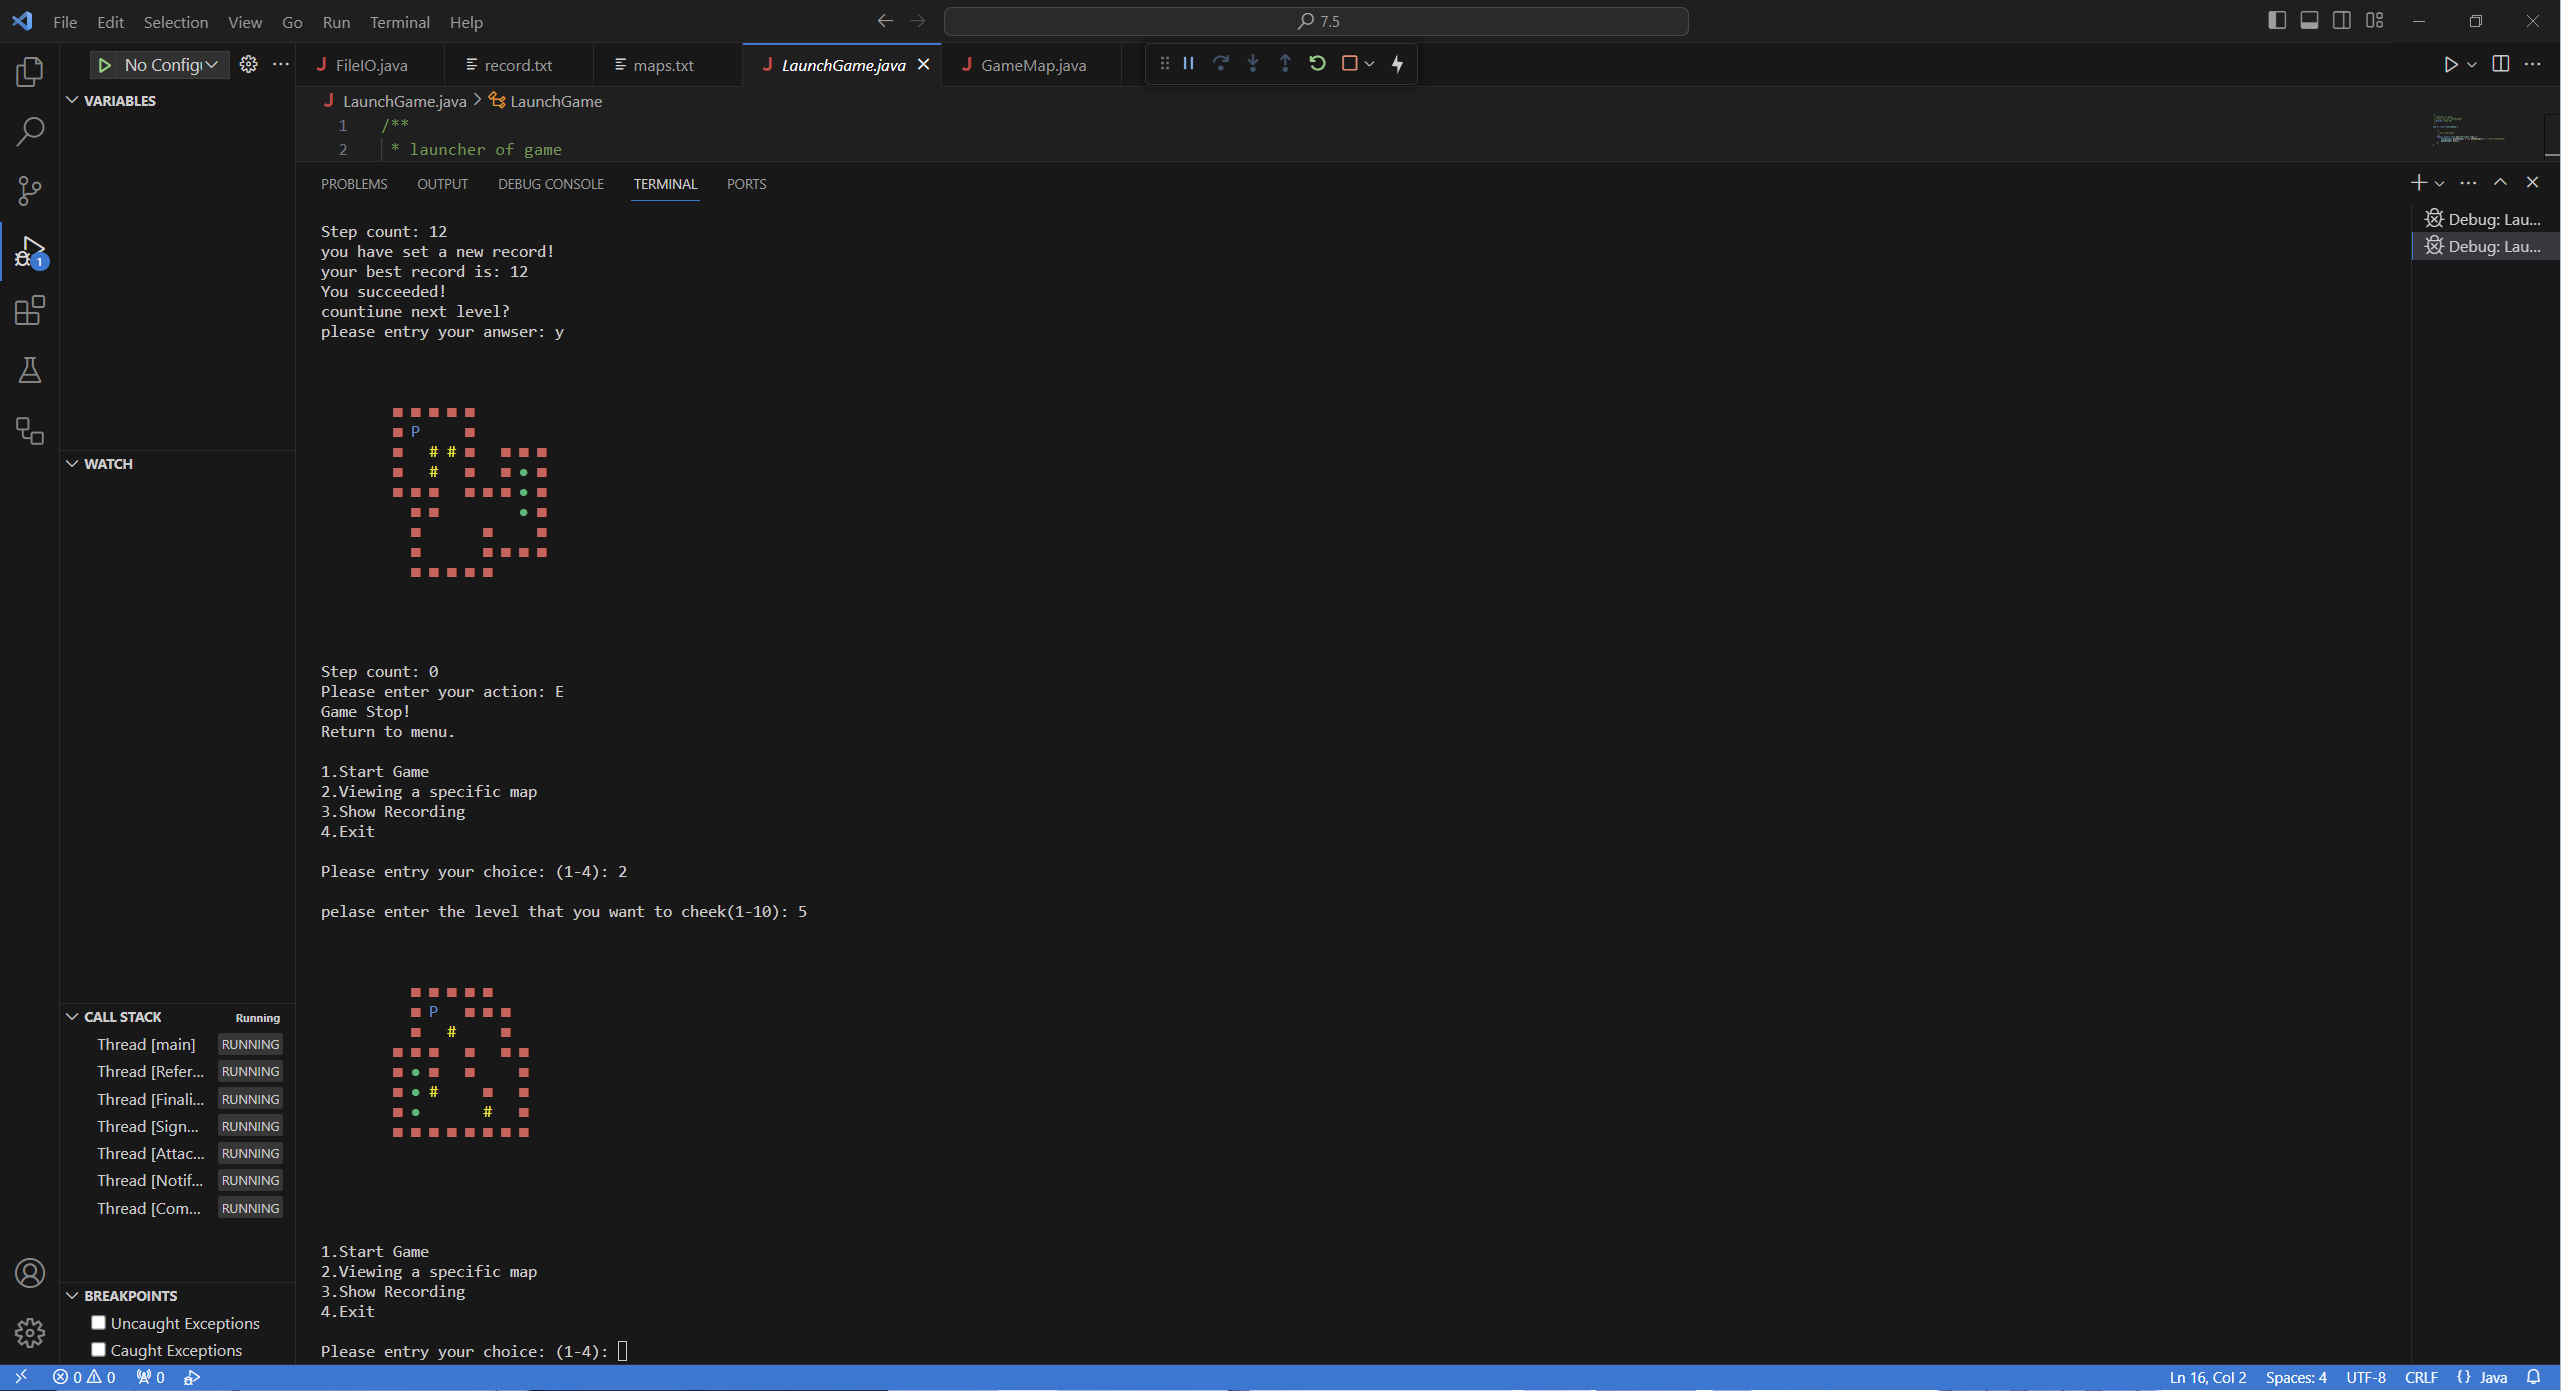 File Edit Selection View Go Run Terminal Help
7.5
No Configu
FileIO.java record.txt maps.txt LaunchGame.java GameMap.java
VARIABLES
LaunchGame.java > LaunchGame
1 /**
2 * launcher of game
PROBLEMS OUTPUT DEBUG CONSOLE TERMINAL PORTS
Debug: Lau...
Debug: Lau...
Step count: 12
you have set a new record!
your best record is: 12
You succeeded!
countiune next level?
please entry your anwser: y
■ ■ ■ ■ ■
■ P ■
■ # # ■ ■ ■ ■
■ # ■ ■ ● ■
■ ■ ■ ■ ■ ■ ● ■
■ ■ ● ■
■ ■ ■
■ ■ ■ ■ ■
■ ■ ■ ■ ■
Step count: 0
Please enter your action: E
Game Stop!
Return to menu.
1.Start Game
2.Viewing a specific map
3.Show Recording
4.Exit
Please entry your choice: (1-4): 2
pelase enter the level that you want to cheek(1-10): 5
■ ■ ■ ■ ■
■ P ■ ■ ■
■ # ■
■ ■ ■ ■ ■ ■
■ ● ■ ■ ■
■ ● # ■ ■
■ ● # ■
■ ■ ■ ■ ■ ■ ■ ■
1.Start Game
2.Viewing a specific map
3.Show Recording
4.Exit
Please entry your choice: (1-4):
WATCH
CALL STACK Running
Thread [main] RUNNING
Thread [Refer... RUNNING
Thread [Finali... RUNNING
Thread [Sign... RUNNING
Thread [Attac... RUNNING
Thread [Notif... RUNNING
Thread [Com... RUNNING
BREAKPOINTS
Uncaught Exceptions
Caught Exceptions
1
0 0 0
Ln 16, Col 2 Spaces: 4 UTF-8 CRLF {} Java